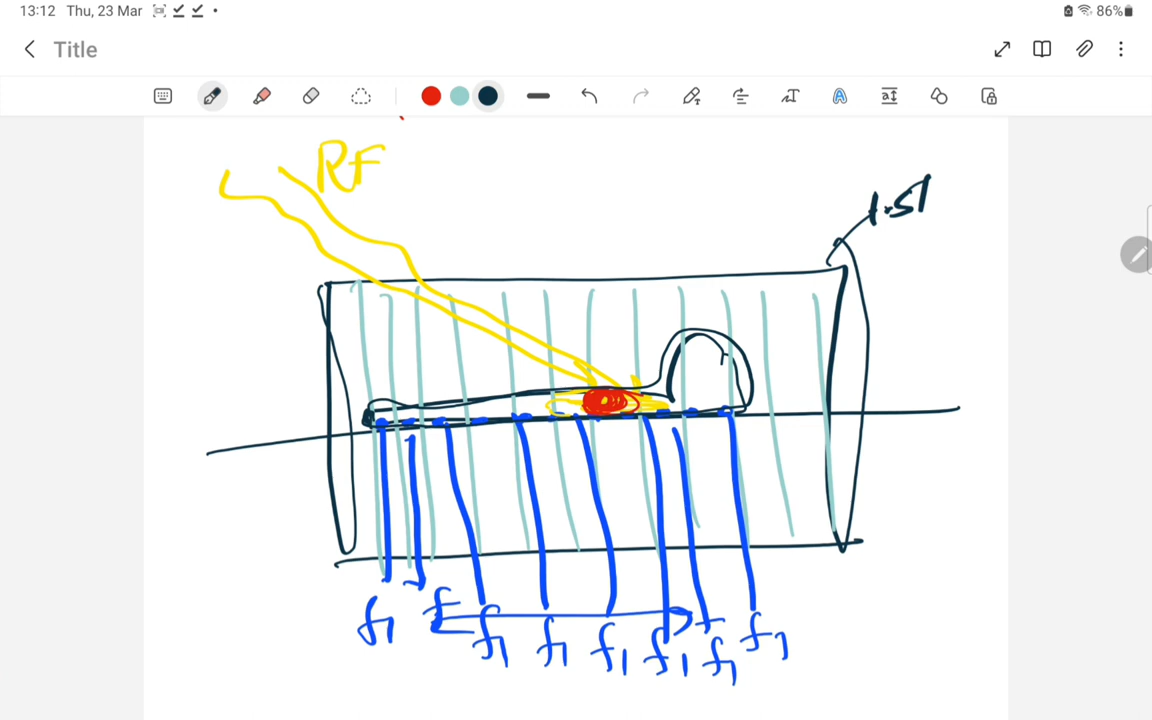 13:12 Thu, 23 Mar 86%
Title
RF
1.5T
f1 f f1 f1 f1 f1 f1 f1